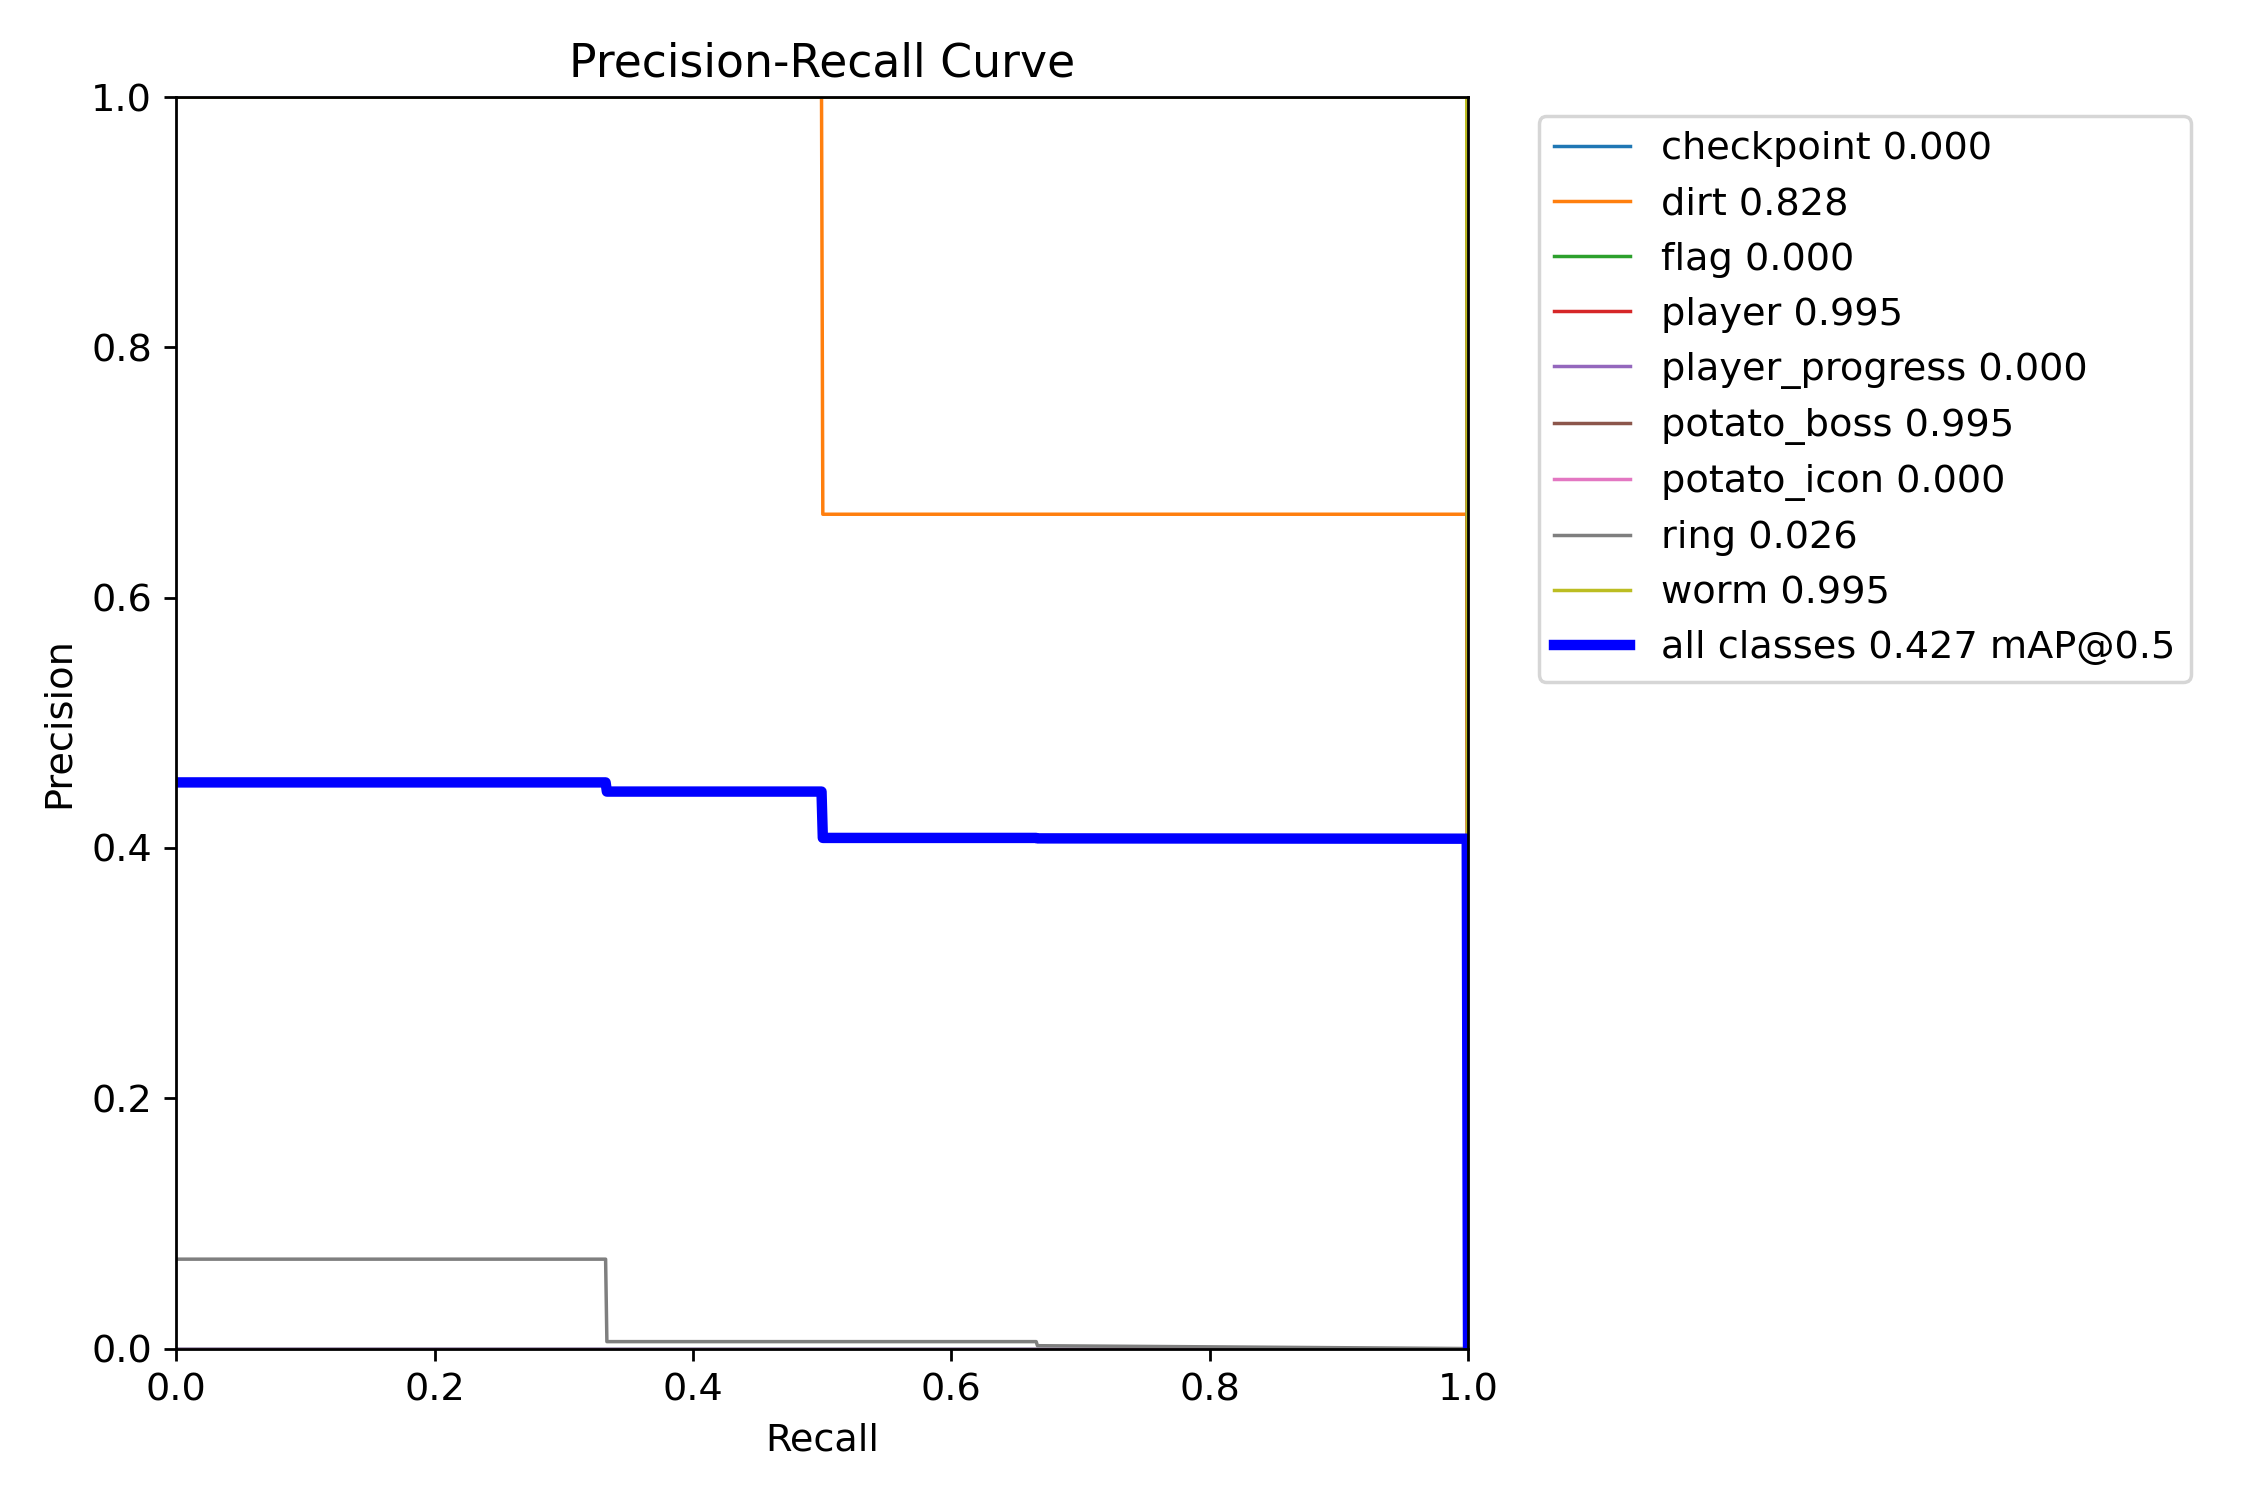 Precision-Recall Curve
1.0
0.8
0.6
0.4
0.2
0.0
Precision
0.0 0.2 0.4 0.6 0.8 1.0
Recall
checkpoint 0.000
dirt 0.828
flag 0.000
player 0.995
player_progress 0.000
potato_boss 0.995
potato_icon 0.000
ring 0.026
worm 0.995
all classes 0.427 mAP@0.5